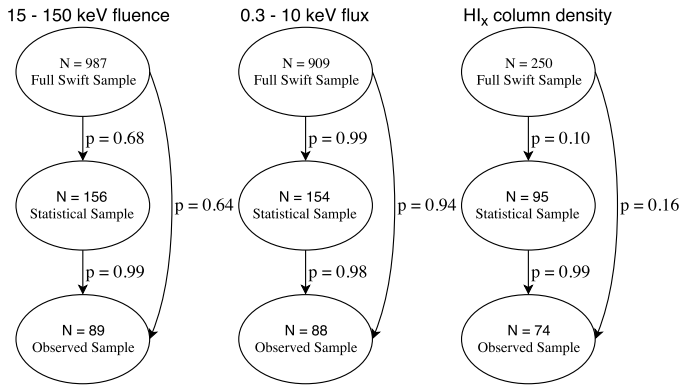 15 - 150 keV fluence
N = 987
Full Swift Sample
p = 0.68
N = 156
Statistical Sample
p = 0.64
p = 0.99
N = 89
Observed Sample
0.3 - 10 keV flux
N = 909
Full Swift Sample
p = 0.99
N = 154
Statistical Sample
p = 0.94
p = 0.98
N = 88
Observed Sample
HIx column density
N = 250
Full Swift Sample
p = 0.10
N = 95
Statistical Sample
p = 0.16
p = 0.99
N = 74
Observed Sample